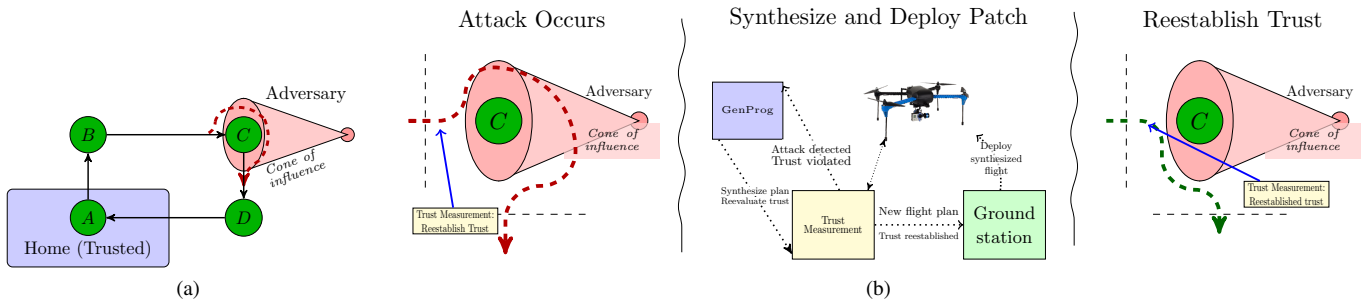 Adversary
B
C
Cone of
influence
A
D
Home (Trusted)
(a)
Attack Occurs
Adversary
C
Cone of
influence
Trust Measurement:
Reestablish Trust
Synthesize and Deploy Patch
GenProg
Attack detected
Trust violated
Synthesize plan
Reevaluate trust
Deploy
synthesized
flight
Trust
Measurement
New flight plan
Trust reestablished
Ground
station
(b)
Reestablish Trust
Adversary
C
Cone of
influence
Trust Measurement:
Reestablished trust